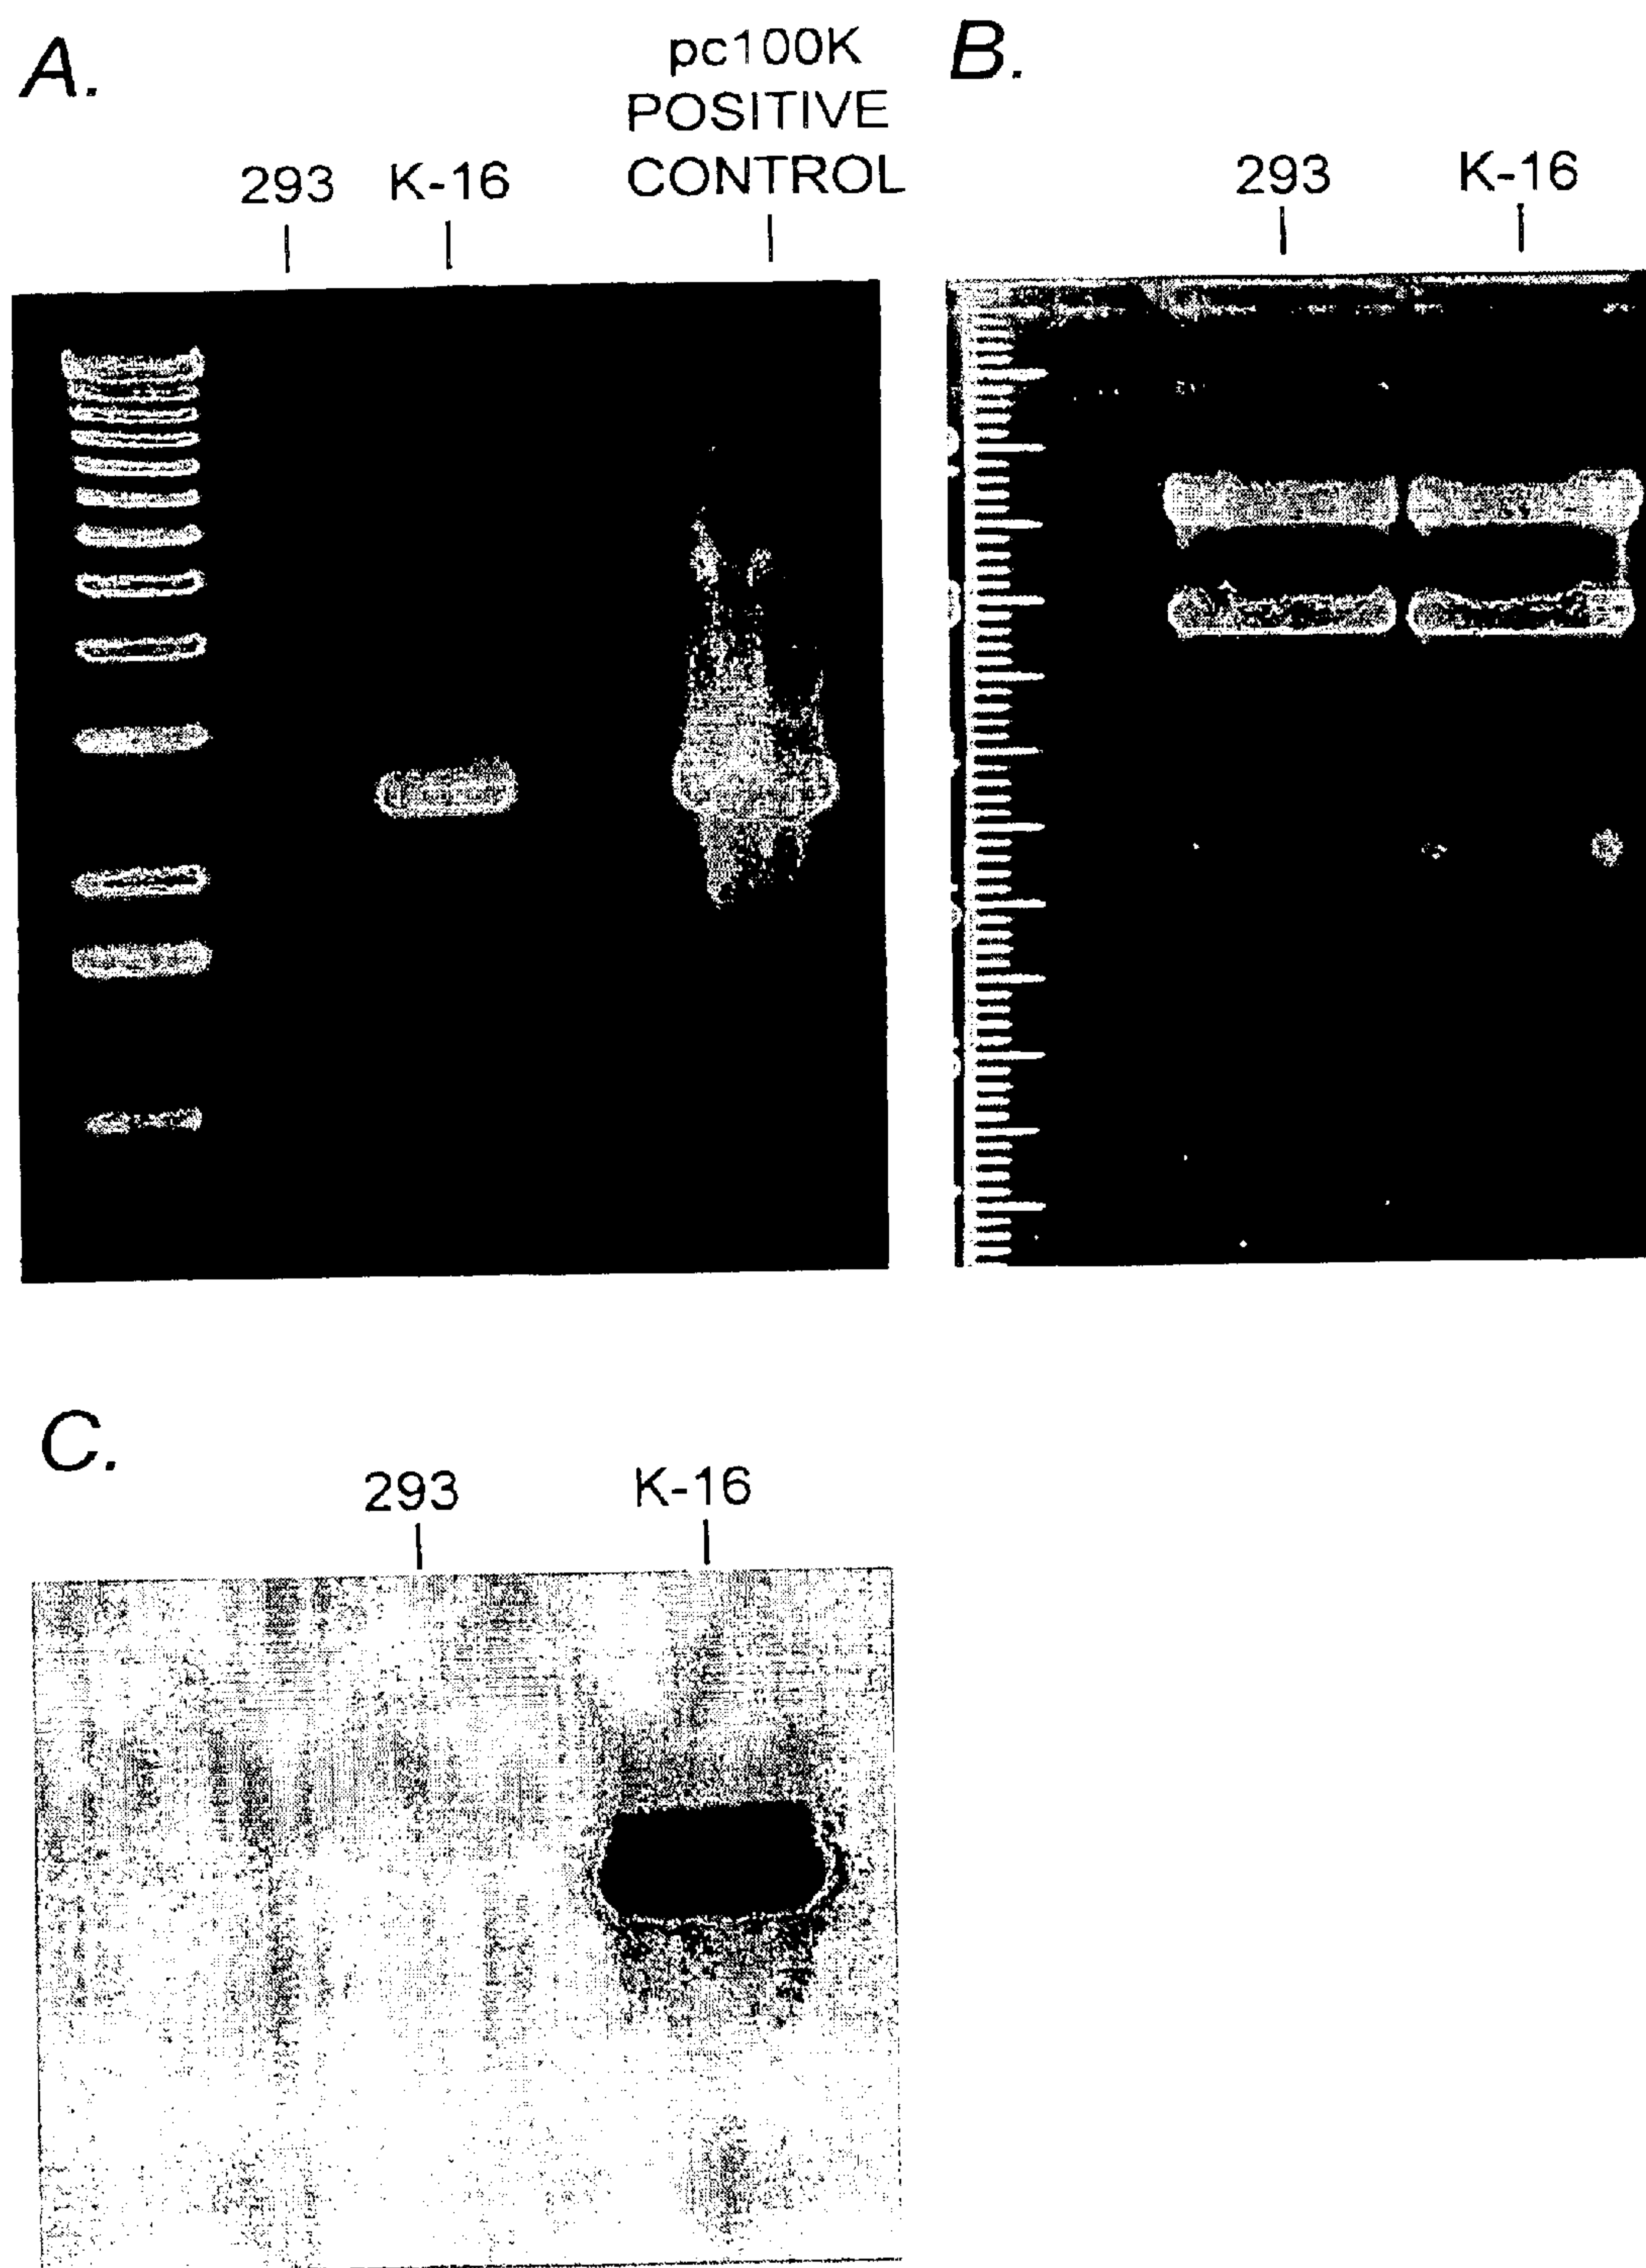 A.
293
K-16
pc100K
POSITIVE
CONTROL
B.
293
K-16
C.
293
K-16